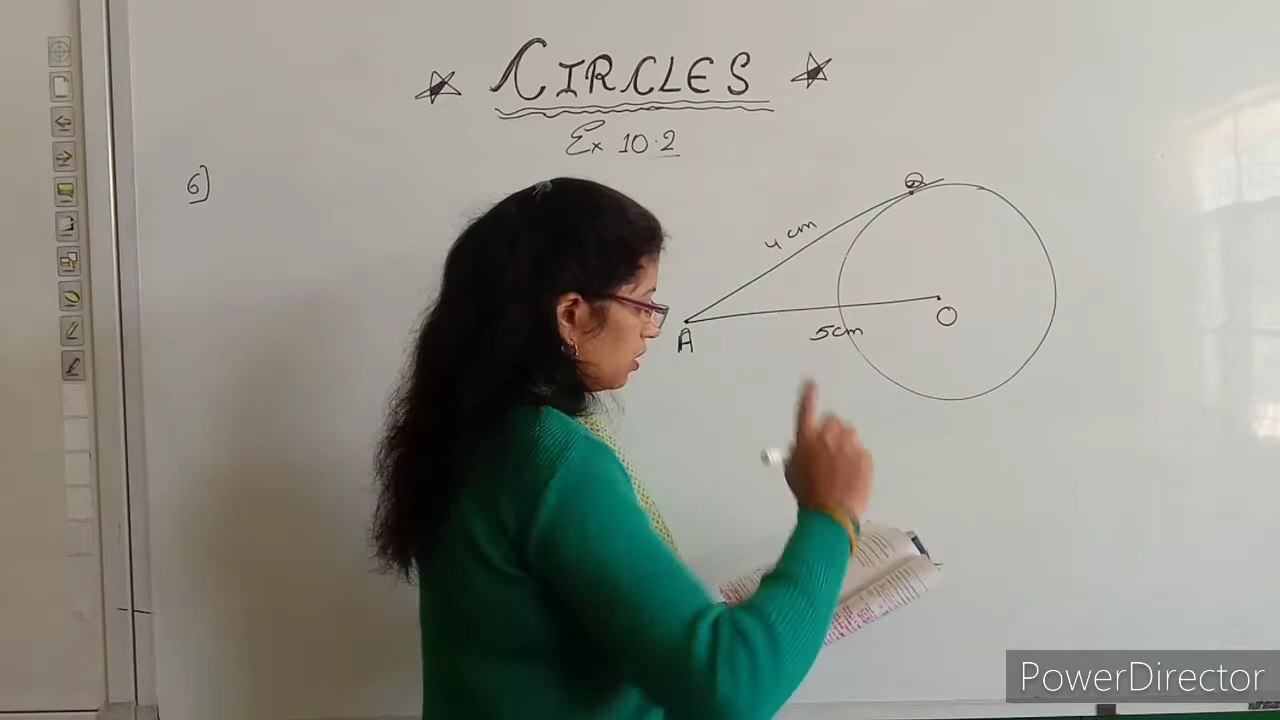 CIRCLES
Ex 10.2
6]
Q
4 cm
O
5cm
A
PowerDirector